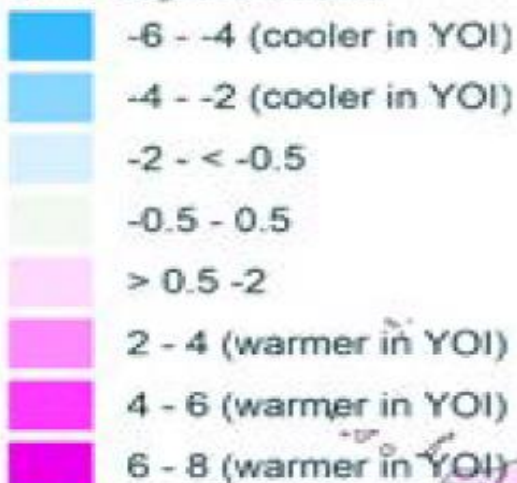 -6 - -4 (cooler in YOI)
-4 - -2 (cooler in YOI)
-2 - < -0.5
-0.5 - 0.5
> 0.5 -2
2 - 4 (warmer in YOI)
4 - 6 (warmer in YOI)
6 - 8 (warmer in YOI)